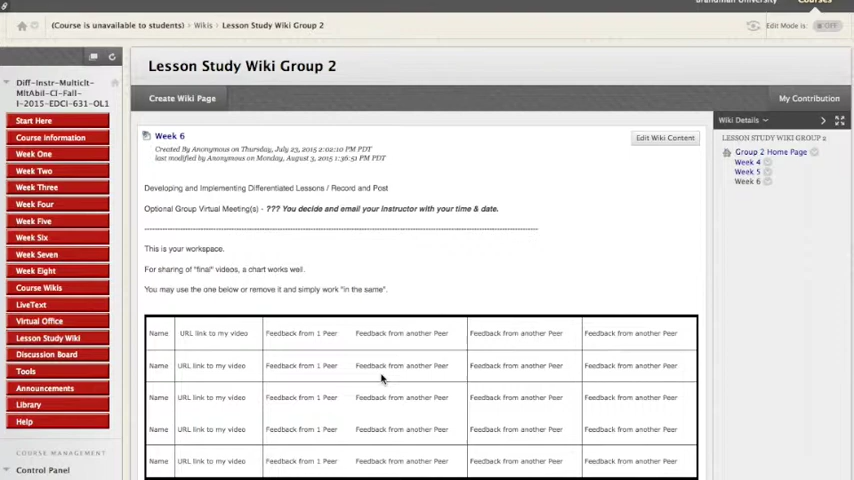 Brandman University
Courses
(Course is unavailable to students) Wikis Lesson Study Wiki Group 2
Edit Mode is:
OFF
Diff-Instr-Multiclt-
MltAbil-CI-Fall-
I-2015-EDCI-631-OL1
Start Here
Course Information
Week One
Week Two
Week Three
Week Four
Week Five
Week Six
Week Seven
Week Eight
Course Wikis
LiveText
Virtual Office
Lesson Study Wiki
Discussion Board
Tools
Announcements
Library
Help
COURSE MANAGEMENT
Control Panel
Lesson Study Wiki Group 2
Create Wiki Page
My Contribution
Week 6
Edit Wiki Content
Created By Anonymous on Thursday, July 23, 2015 2:02:10 PM PDT
last modified by Anonymous on Monday, August 3, 2015 1:36:51 PM PDT
Developing and Implementing Differentiated Lessons / Record and Post
Optional Group Virtual Meeting(s) - ??? You decide and email your instructor with your time & date.
This is your workspace.
For sharing of "final" videos, a chart works well.
You may use the one below or remove it and simply work "in the same".
Name URL link to my video Feedback from 1 Peer Feedback from another Peer Feedback from another Peer Feedback from another Peer
Name URL link to my video Feedback from 1 Peer Feedback from another Peer Feedback from another Peer Feedback from another Peer
Name URL link to my video Feedback from 1 Peer Feedback from another Peer Feedback from another Peer Feedback from another Peer
Name URL link to my video Feedback from 1 Peer Feedback from another Peer Feedback from another Peer Feedback from another Peer
Name URL link to my video Feedback from 1 Peer Feedback from another Peer Feedback from another Peer Feedback from another Peer
Wiki Details
LESSON STUDY WIKI GROUP 2
Group 2 Home Page
Week 4
Week 5
Week 6